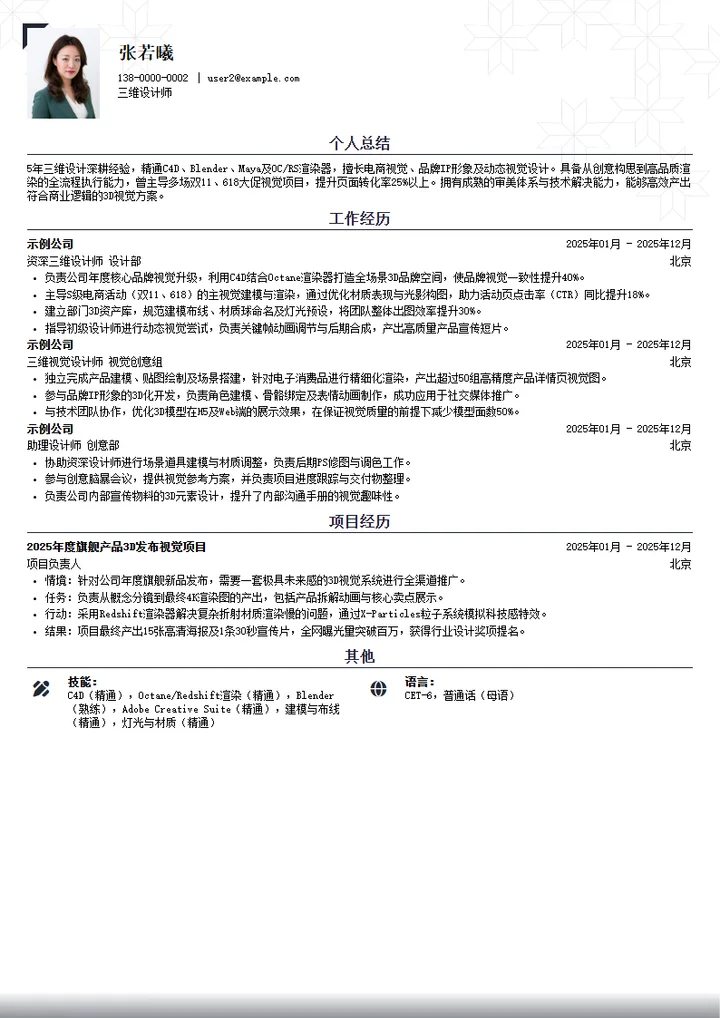 张若曦
138-0000-0002 | user2@example.com
三维设计师
个人总结
5年三维设计深耕经验，精通C4D、Blender、Maya及OC/RS渲染器，擅长电商视觉、品牌IP形象及动态视觉设计。具备从创意构思到高品质渲
染的全流程执行能力，曾主导多场双11、618大促视觉项目，提升页面转化率25%以上。拥有成熟的审美体系与技术解决能力，能够高效产出
符合商业逻辑的3D视觉方案。
工作经历
示例公司 2025年01月 - 2025年12月
资深三维设计师 设计部 北京
• 负责公司年度核心品牌视觉升级，利用C4D结合Octane渲染器打造全场景3D品牌空间，使品牌视觉一致性提升40%。
• 主导S级电商活动（双11、618）的主视觉建模与渲染，通过优化材质表现与光影构图，助力活动页点击率（CTR）同比提升18%。
• 建立部门3D资产库，规范建模布线、材质球命名及灯光预设，将团队整体出图效率提升30%。
• 指导初级设计师进行动态视觉尝试，负责关键帧动画调节与后期合成，产出高质量产品宣传短片。
示例公司 2025年01月 - 2025年12月
三维视觉设计师 视觉创意组 北京
• 独立完成产品建模、贴图绘制及场景搭建，针对电子消费品进行精细化渲染，产出超过50组高精度产品详情页视觉图。
• 参与品牌IP形象的3D化开发，负责角色建模、骨骼绑定及表情动画制作，成功应用于社交媒体推广。
• 与技术团队协作，优化3D模型在H5及Web端的展示效果，在保证视觉质量的前提下减少模型面数50%。
示例公司 2025年01月 - 2025年12月
助理设计师 创意部 北京
• 协助资深设计师进行场景道具建模与材质调整，负责后期PS修图与调色工作。
• 参与创意脑暴会议，提供视觉参考方案，并负责项目进度跟踪与交付物整理。
• 负责公司内部宣传物料的3D元素设计，提升了内部沟通手册的视觉趣味性。
项目经历
2025年度旗舰产品3D发布视觉项目 2025年01月 - 2025年12月
项目负责人 北京
• 情境：针对公司年度旗舰新品发布，需要一套极具未来感的3D视觉系统进行全渠道推广。
• 任务：负责从概念分镜到最终4K渲染图的产出，包括产品拆解动画与核心卖点展示。
• 行动：采用Redshift渲染器解决复杂折射材质渲染慢的问题，通过X-Particles粒子系统模拟科技感特效。
• 结果：项目最终产出15张高清海报及1条30秒宣传片，全网曝光量突破百万，获得行业设计奖项提名。
其他
技能：
C4D（精通），Octane/Redshift渲染（精通），Blender
（熟练），Adobe Creative Suite（精通），建模与布线
（精通），灯光与材质（精通）
语言：
CET-6，普通话（母语）